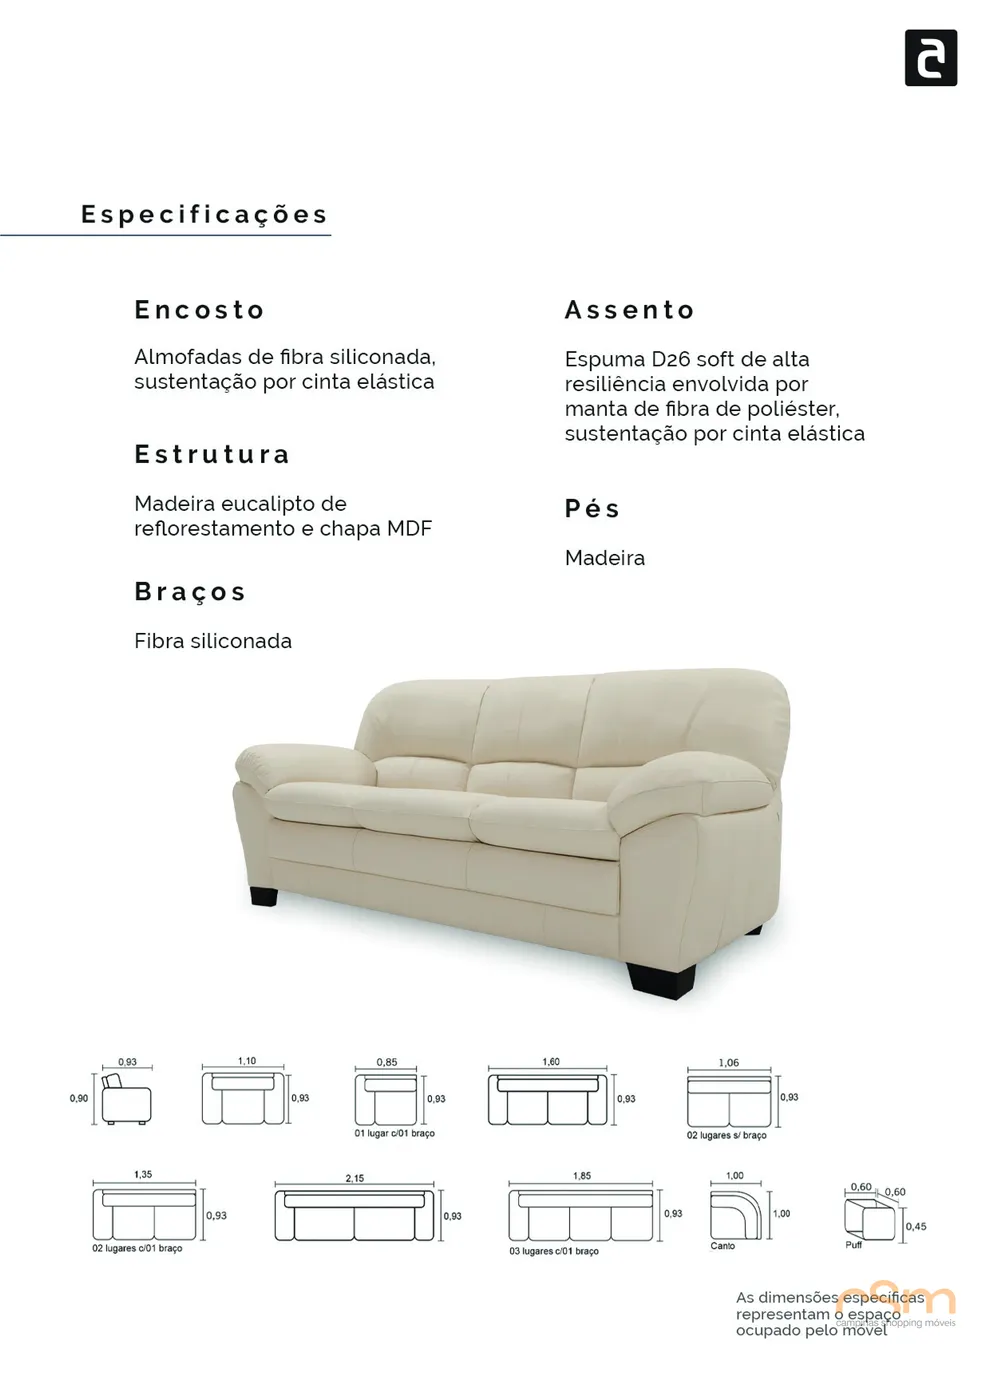 Especificações
Encosto
Almofadas de fibra siliconada,
sustentação por cinta elástica
Estrutura
Madeira eucalipto de
reflorestamento e chapa MDF
Braços
Fibra siliconada
Assento
Espuma D26 soft de alta
resiliência envolvida por
manta de fibra de poliéster,
sustentação por cinta elástica
Pés
Madeira
0,93
0,90
1,10
0,93
0,85
0,93
01 lugar c/01 braço
1,60
0,93
1,06
0,93
02 lugares s/ braço
1,35
0,93
02 lugares c/01 braço
2,15
0,93
1,85
0,93
03 lugares c/01 braço
1,00
1,00
Canto
0,60
0,60
0,45
Puff
As dimensões específicas
representam o espaço
ocupado pelo móvel
csm
campinas shopping móveis